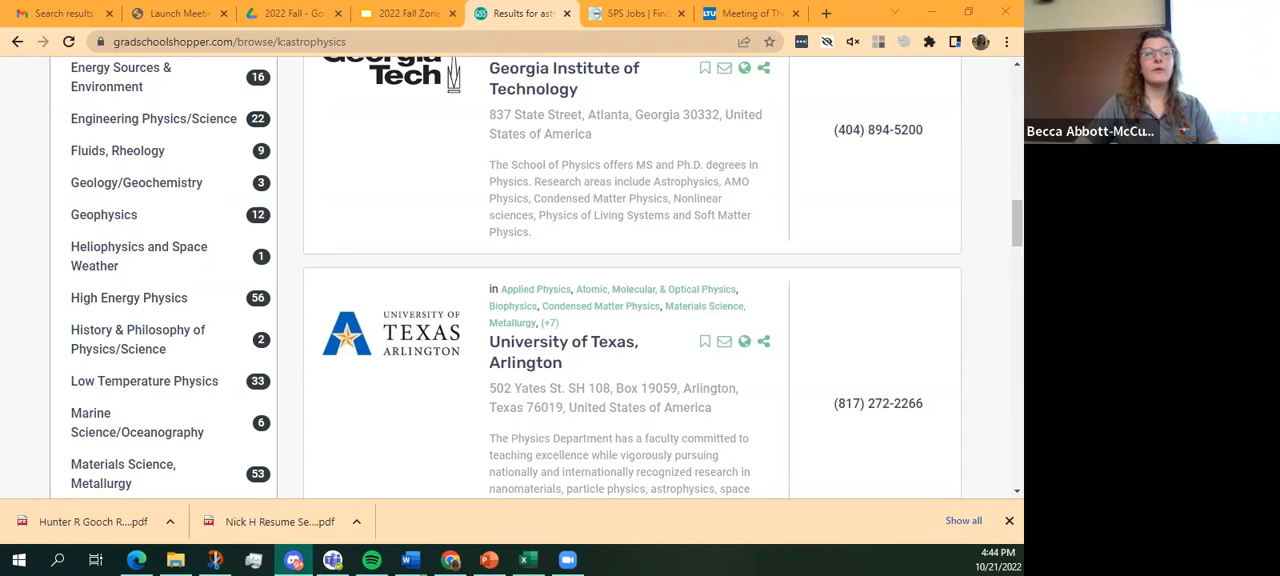 Search results
Launch Meeti
2022 Fall - Go
2022 Fall Zone
Results for ast
SPS Jobs | Find
LTU
Meeting of Th
gradschoolshopper.com/browse/k:astrophysics
Energy Sources &
Environment
16
Engineering Physics/Science 22
Fluids, Rheology 9
Geology/Geochemistry 3
Geophysics 12
Heliophysics and Space
Weather
1
High Energy Physics 56
History & Philosophy of
Physics/Science
2
Low Temperature Physics 33
Marine
Science/Oceanography
6
Materials Science,
Metallurgy
53
Georgia
Tech
Georgia Institute of
Technology
837 State Street, Atlanta, Georgia 30332, United
States of America
The School of Physics offers MS and Ph.D. degrees in
Physics. Research areas include Astrophysics, AMO
Physics, Condensed Matter Physics, Nonlinear
sciences, Physics of Living Systems and Soft Matter
Physics.
(404) 894-5200
UNIVERSITY OF
TEXAS
ARLINGTON
in Applied Physics, Atomic, Molecular, & Optical Physics,
Biophysics, Condensed Matter Physics, Materials Science,
Metallurgy, (+7)
University of Texas,
Arlington
502 Yates St. SH 108, Box 19059, Arlington,
Texas 76019, United States of America
The Physics Department has a faculty committed to
teaching excellence while vigorously pursuing
nationally and internationally recognized research in
nanomaterials, particle physics, astrophysics, space
(817) 272-2266
Becca Abbott-McCu...
Hunter R Gooch R....pdf
Nick H Resume Se....pdf
Show all
4:44 PM
10/21/2022